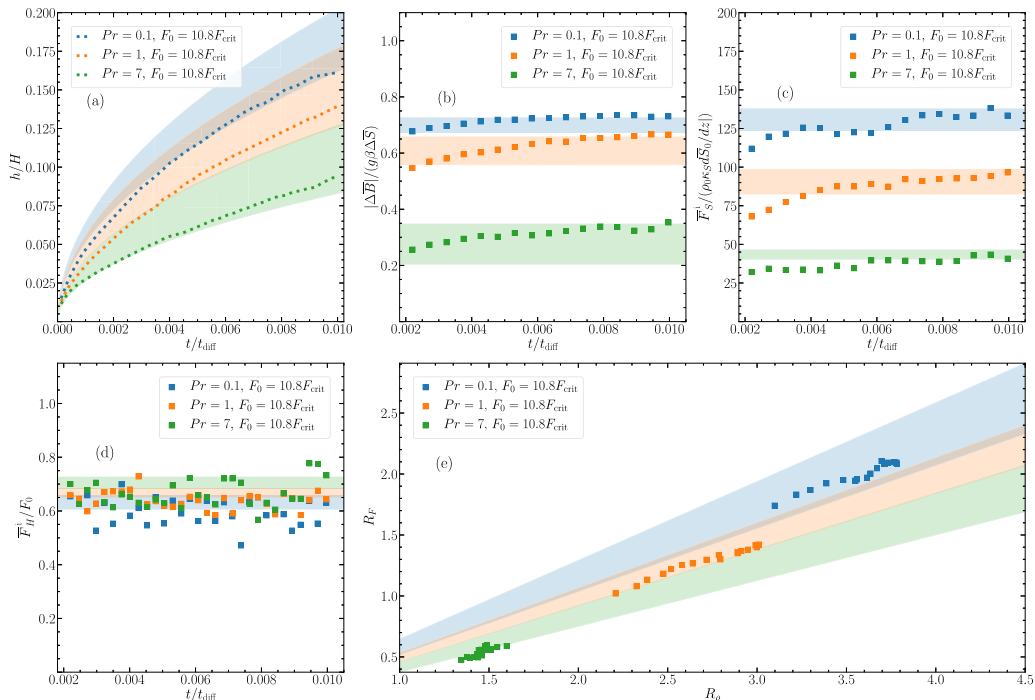 0.200
0.175
0.150
0.125
0.100
0.075
0.050
0.025
h/H
Pr = 0.1, F₀ = 10.8F_crit
Pr = 1, F₀ = 10.8F_crit
Pr = 7, F₀ = 10.8F_crit
(a)
0.000 0.002 0.004 0.006 0.008 0.010
t/t_diff
1.0
0.8
0.6
0.4
0.2
|ΔB̅|/(gβΔS̅)
Pr = 0.1, F₀ = 10.8F_crit
Pr = 1, F₀ = 10.8F_crit
Pr = 7, F₀ = 10.8F_crit
(b)
0.002 0.004 0.006 0.008 0.010
t/t_diff
200
175
150
125
100
75
50
25
0
F̅ⁱ_S/(ρ₀κ_S|dS̅₀/dz|)
Pr = 0.1, F₀ = 10.8F_crit
Pr = 1, F₀ = 10.8F_crit
Pr = 7, F₀ = 10.8F_crit
(c)
0.002 0.004 0.006 0.008 0.010
t/t_diff
1.0
0.8
0.6
0.4
0.2
F̅ⁱ_H/F₀
Pr = 0.1, F₀ = 10.8F_crit
Pr = 1, F₀ = 10.8F_crit
Pr = 7, F₀ = 10.8F_crit
(d)
0.002 0.004 0.006 0.008 0.010
t/t_diff
2.5
2.0
1.5
1.0
0.5
R_F
Pr = 0.1, F₀ = 10.8F_crit
Pr = 1, F₀ = 10.8F_crit
Pr = 7, F₀ = 10.8F_crit
(e)
1.0 1.5 2.0 2.5 3.0 3.5 4.0 4.5
R_ρ